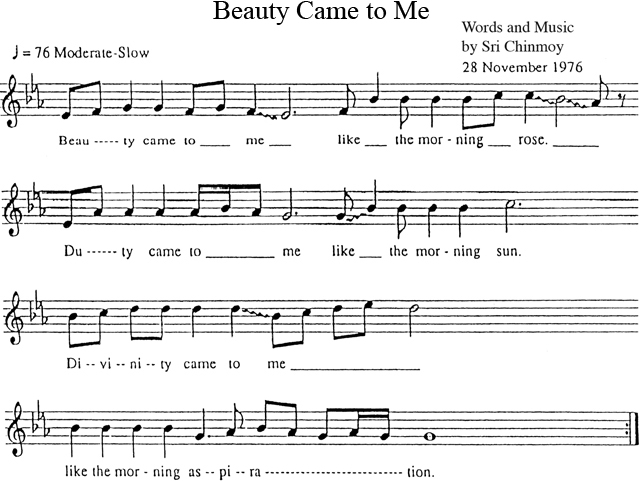 Beauty Came to Me
Words and Music
by Sri Chinmoy
28 November 1976
♩ = 76 Moderate-Slow
Beau ----- ty came to ____ me ___ like ___ the mor - ning ___ rose. ______
Du ------ ty came to _________ me like ___ the mor - ning sun.
Di -- vi -- ni -- ty came to me _________________
like the mor - ning as -- pi -- ra ------------------------- tion.